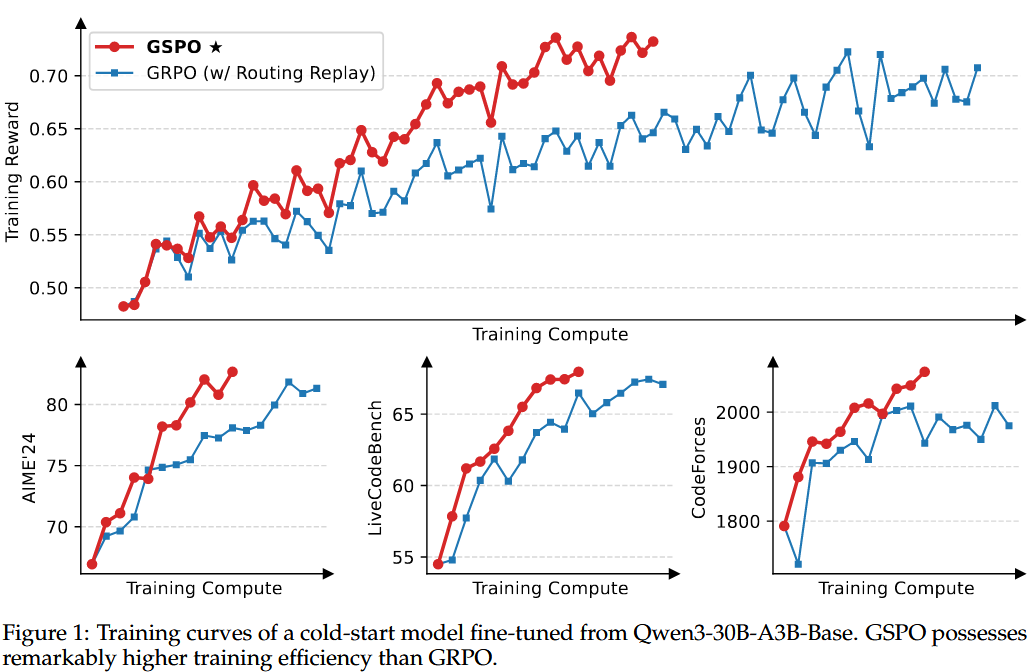 GSPO ★
GRPO (w/ Routing Replay)
Training Reward
0.70
0.65
0.60
0.55
0.50
Training Compute
AIME'24
80
75
70
Training Compute
LiveCodeBench
65
60
55
Training Compute
CodeForces
2000
1900
1800
Training Compute
Figure 1: Training curves of a cold-start model fine-tuned from Qwen3-30B-A3B-Base. GSPO possesses
remarkably higher training efficiency than GRPO.